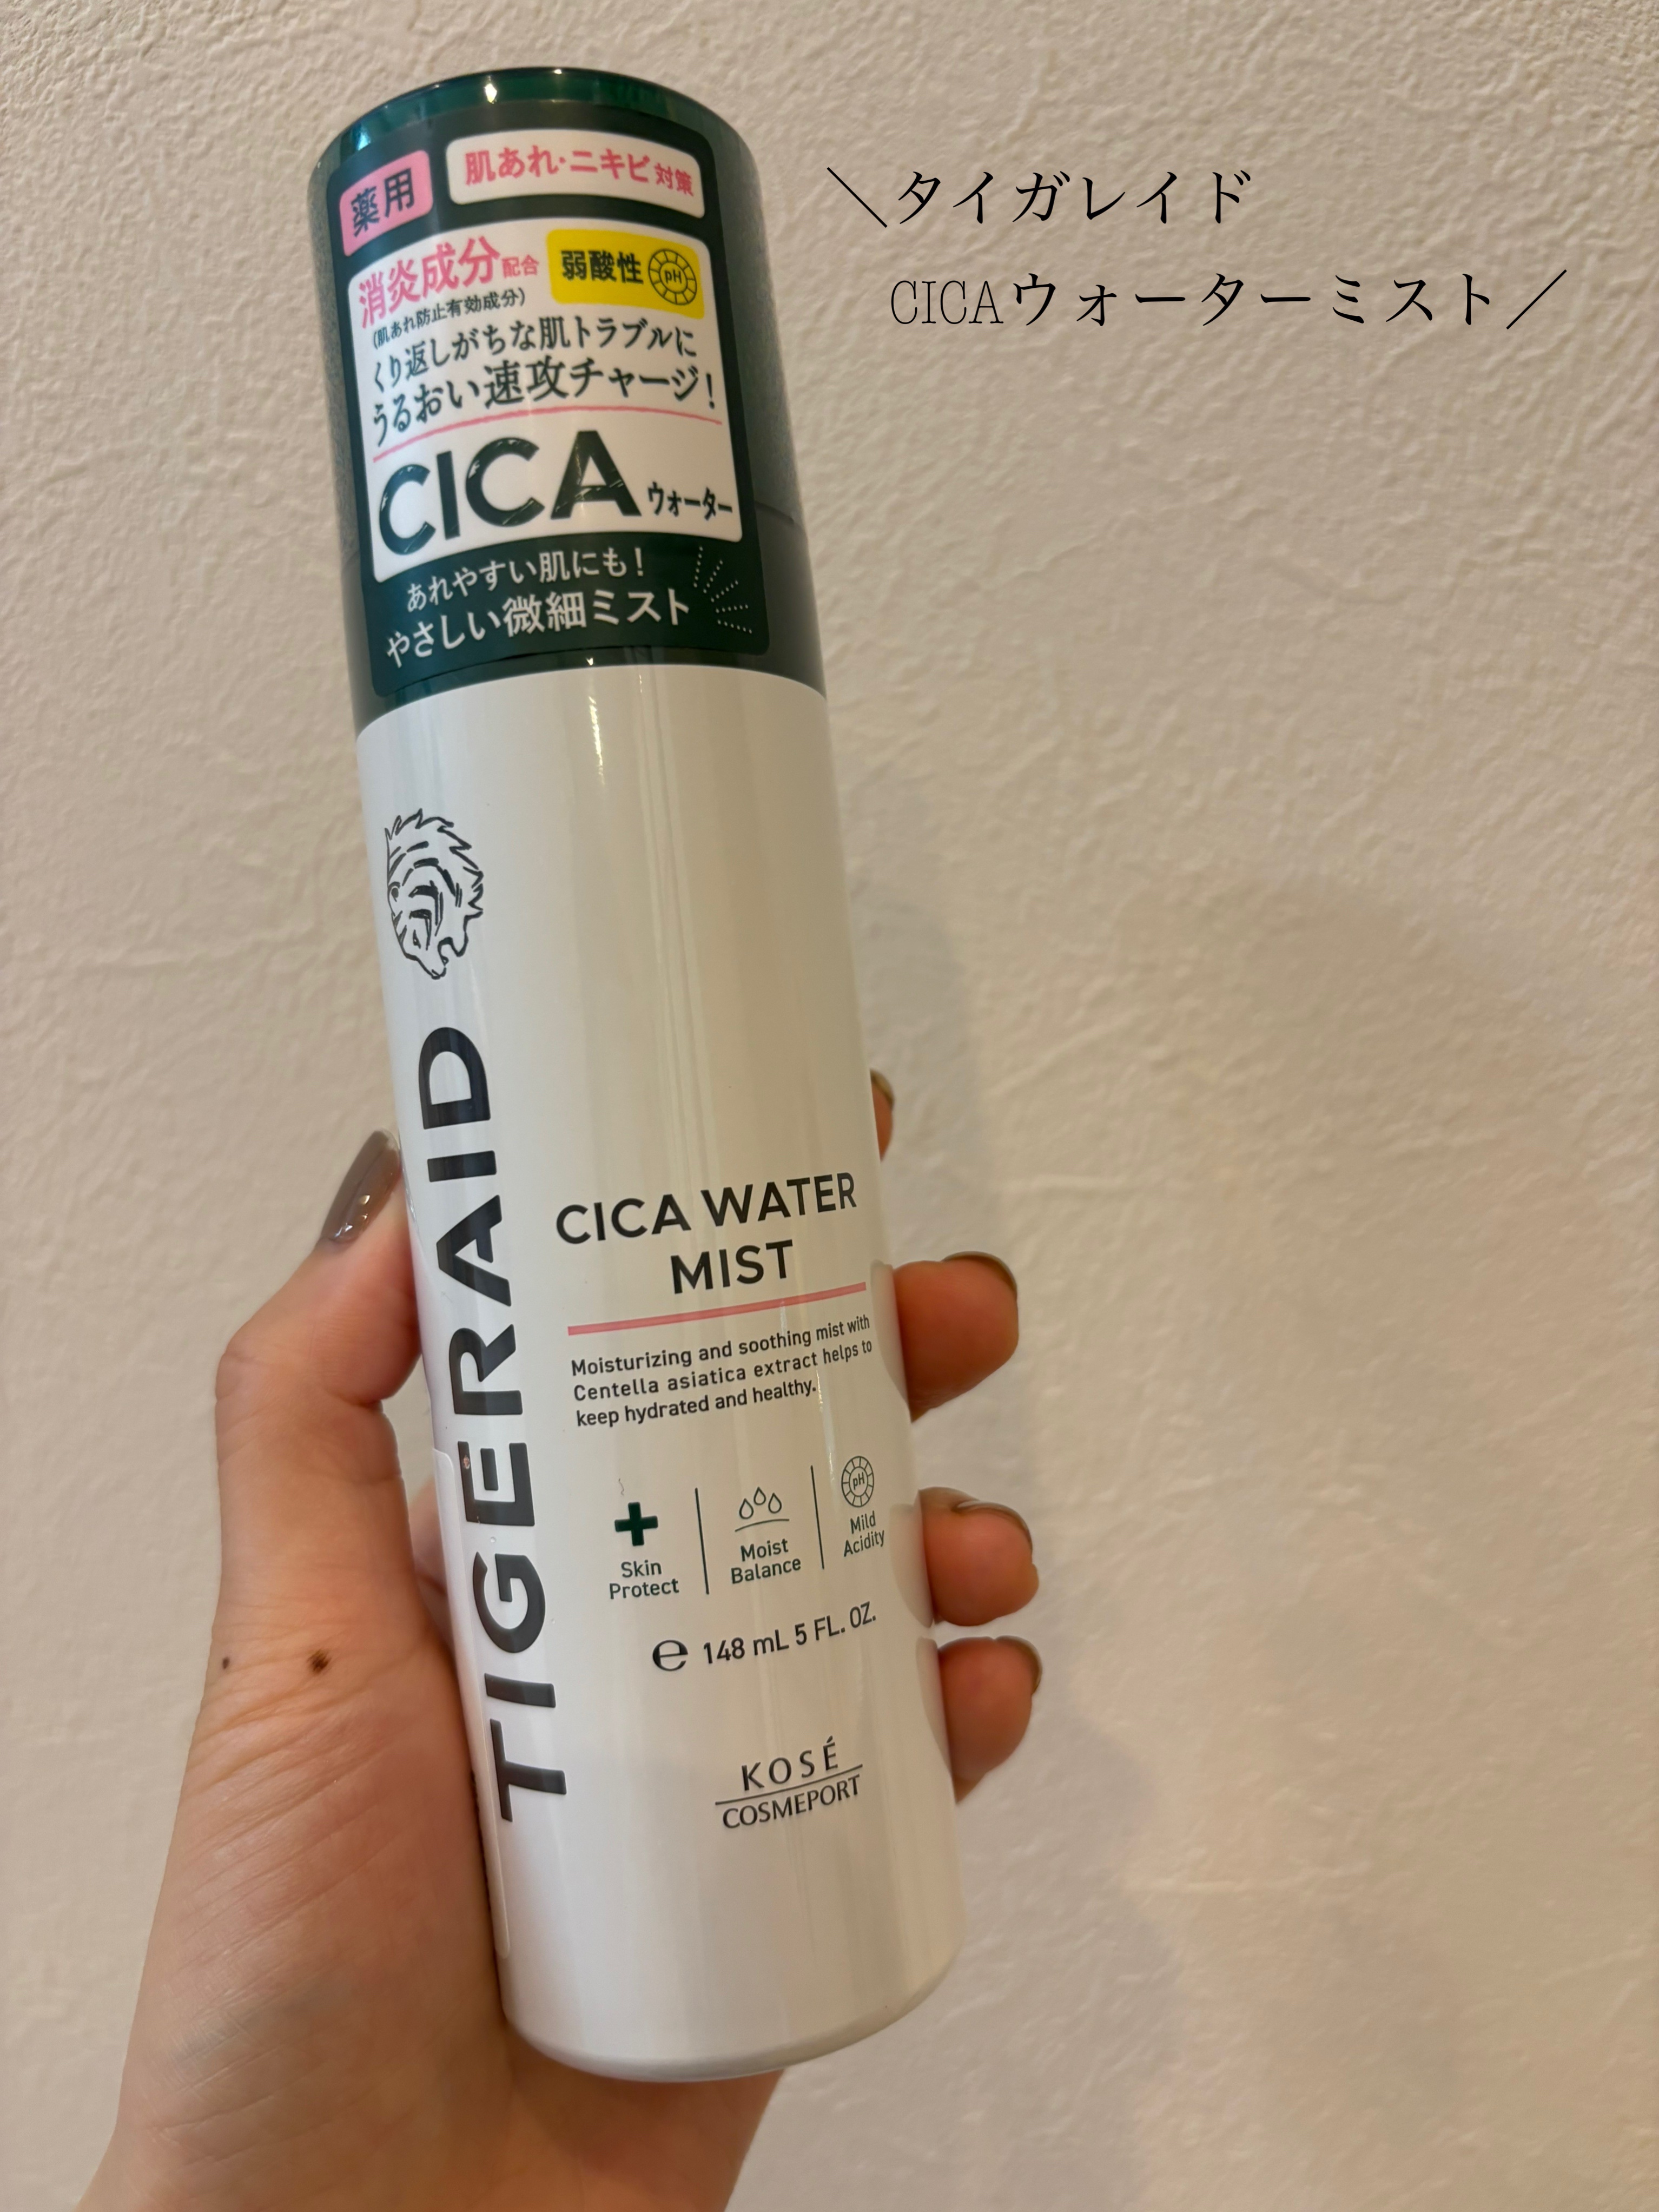 ＼タイガレイド
CICAウォーターミスト／
薬用
肌あれ・ニキビ対策
消炎成分配合
(肌あれ防止有効成分)
弱酸性 pH
くり返しがちな肌トラブルに
うるおい速攻チャージ!
CICAウォーター
あれやすい肌にも!
やさしい微細ミスト
TIGERAID
CICA WATER
MIST
Moisturizing and soothing mist with
Centella asiatica extract helps to
keep hydrated and healthy.
pH
Skin
Protect
Moist
Balance
Mild
Acidity
℮ 148 mL 5 FL. OZ.
KOSÉ
COSMEPORT